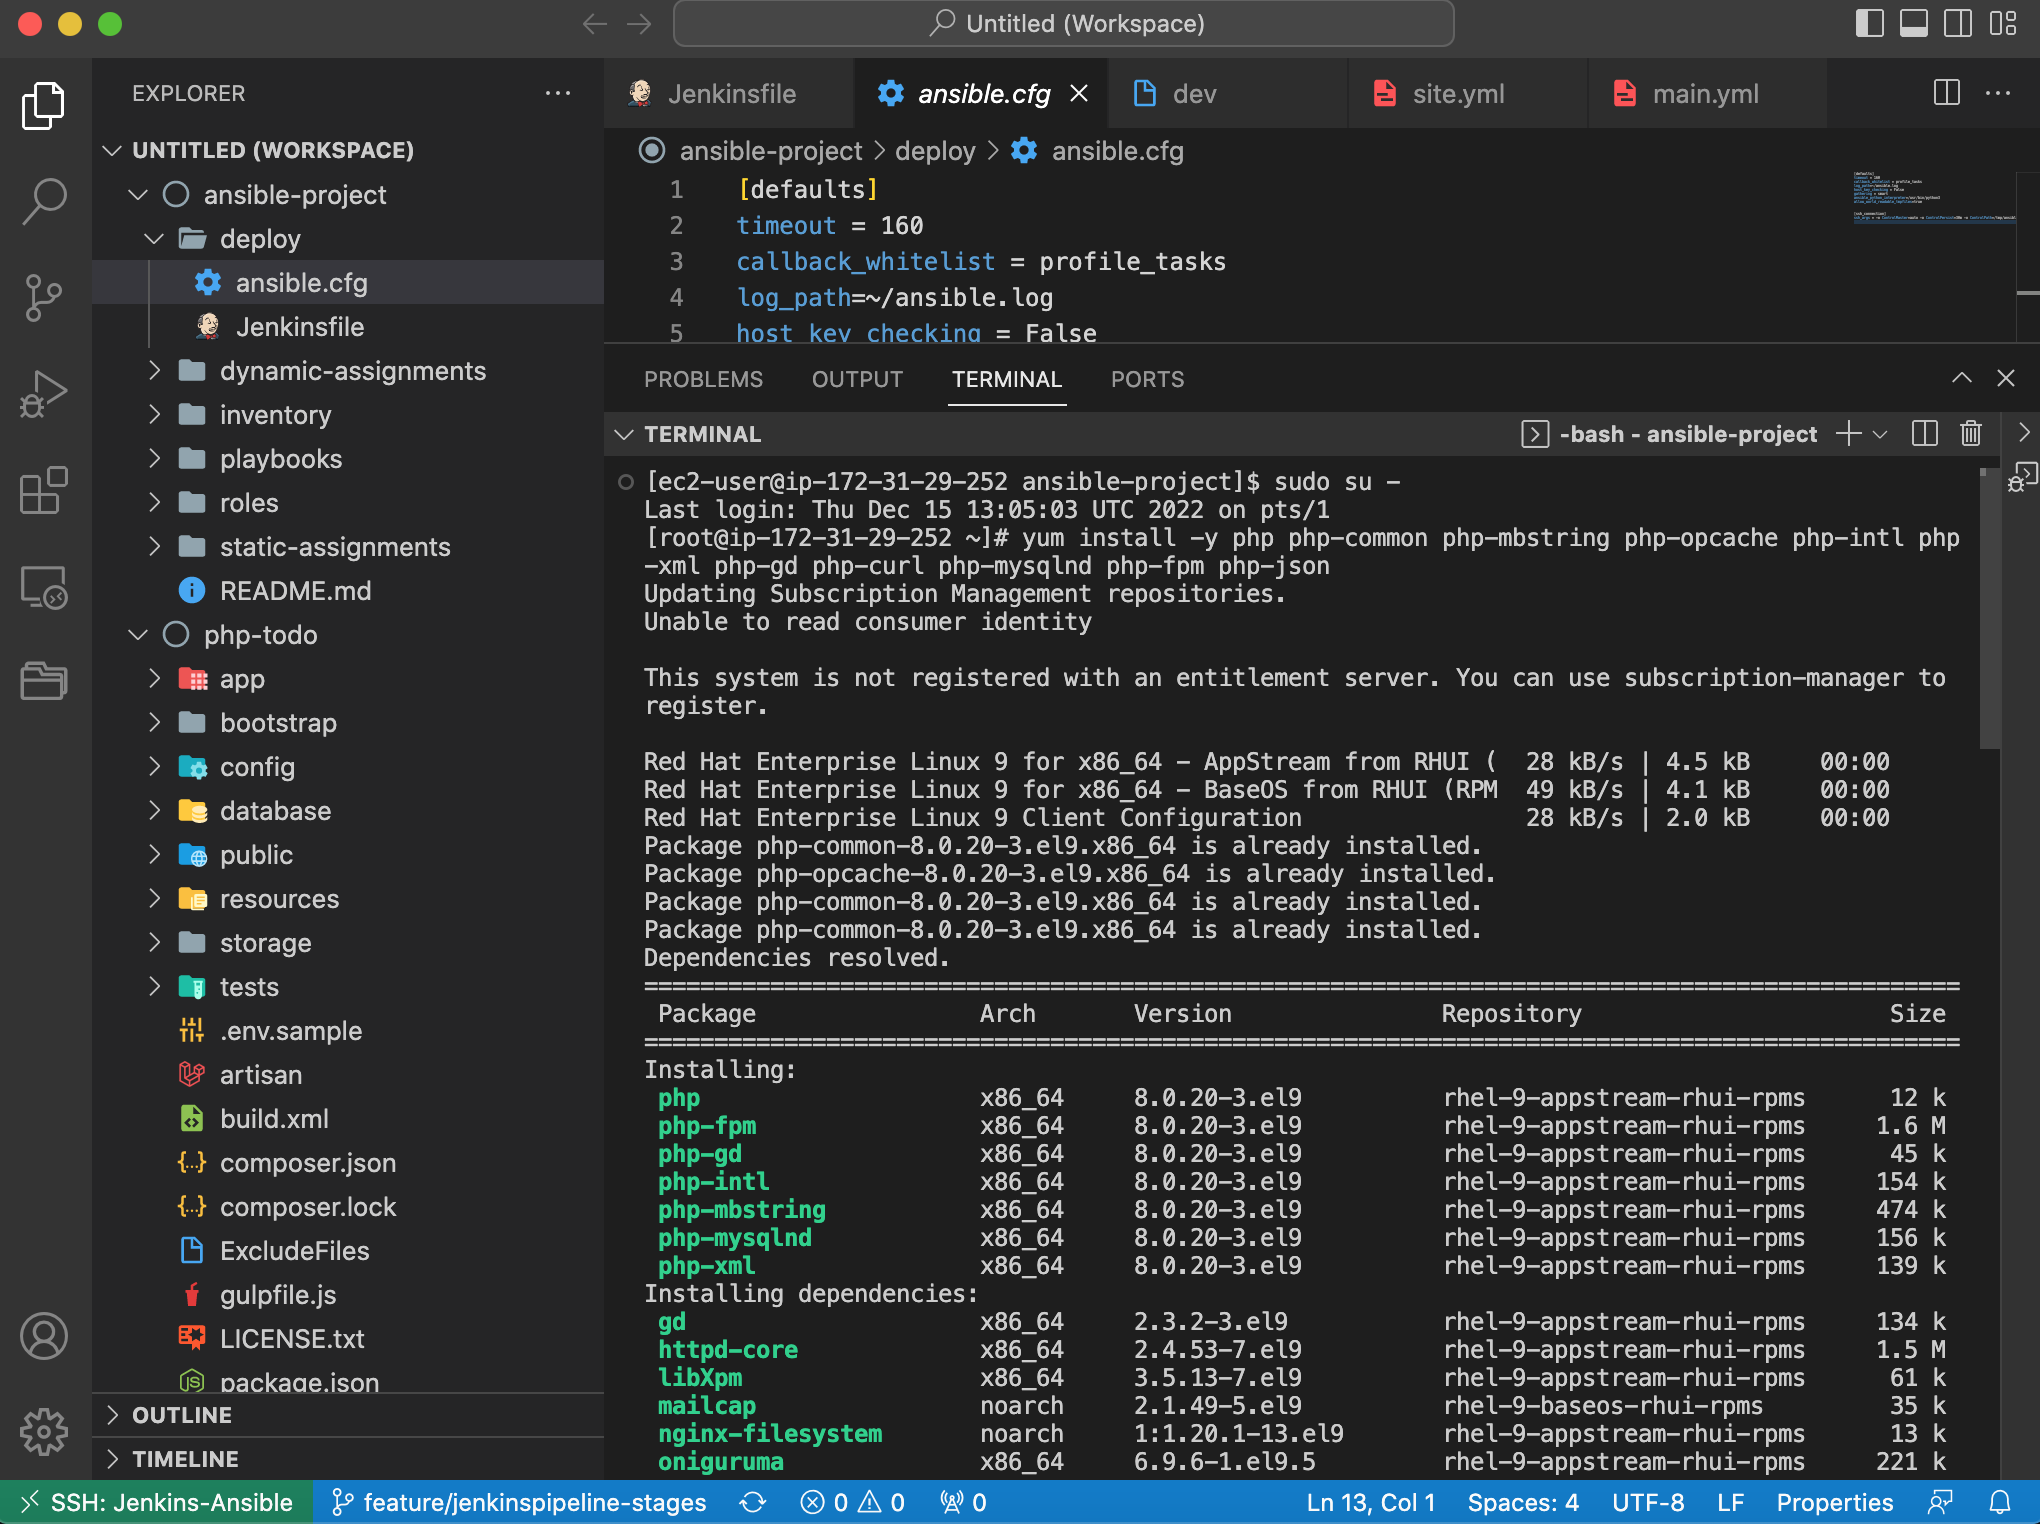 Untitled (Workspace)
EXPLORER
UNTITLED (WORKSPACE)
ansible-project
deploy
ansible.cfg
Jenkinsfile
dynamic-assignments
inventory
playbooks
roles
static-assignments
README.md
php-todo
app
bootstrap
config
database
public
resources
storage
tests
.env.sample
artisan
build.xml
composer.json
composer.lock
ExcludeFiles
gulpfile.js
LICENSE.txt
package.json
OUTLINE
TIMELINE
Jenkinsfile
ansible.cfg
dev
site.yml
main.yml
ansible-project > deploy > ansible.cfg
1 [defaults]
2 timeout = 160
3 callback_whitelist = profile_tasks
4 log_path=~/ansible.log
5 host_key_checking = False
PROBLEMS OUTPUT TERMINAL PORTS
TERMINAL
-bash - ansible-project
[ec2-user@ip-172-31-29-252 ansible-project]$ sudo su -
Last login: Thu Dec 15 13:05:03 UTC 2022 on pts/1
[root@ip-172-31-29-252 ~]# yum install -y php php-common php-mbstring php-opcache php-intl php
-xml php-gd php-curl php-mysqlnd php-fpm php-json
Updating Subscription Management repositories.
Unable to read consumer identity
This system is not registered with an entitlement server. You can use subscription-manager to
register.
Red Hat Enterprise Linux 9 for x86_64 - AppStream from RHUI ( 28 kB/s | 4.5 kB 00:00
Red Hat Enterprise Linux 9 for x86_64 - BaseOS from RHUI (RPM 49 kB/s | 4.1 kB 00:00
Red Hat Enterprise Linux 9 Client Configuration 28 kB/s | 2.0 kB 00:00
Package php-common-8.0.20-3.el9.x86_64 is already installed.
Package php-opcache-8.0.20-3.el9.x86_64 is already installed.
Package php-common-8.0.20-3.el9.x86_64 is already installed.
Package php-common-8.0.20-3.el9.x86_64 is already installed.
Dependencies resolved.
Package Arch Version Repository Size
Installing:
php x86_64 8.0.20-3.el9 rhel-9-appstream-rhui-rpms 12 k
php-fpm x86_64 8.0.20-3.el9 rhel-9-appstream-rhui-rpms 1.6 M
php-gd x86_64 8.0.20-3.el9 rhel-9-appstream-rhui-rpms 45 k
php-intl x86_64 8.0.20-3.el9 rhel-9-appstream-rhui-rpms 154 k
php-mbstring x86_64 8.0.20-3.el9 rhel-9-appstream-rhui-rpms 474 k
php-mysqlnd x86_64 8.0.20-3.el9 rhel-9-appstream-rhui-rpms 156 k
php-xml x86_64 8.0.20-3.el9 rhel-9-appstream-rhui-rpms 139 k
Installing dependencies:
gd x86_64 2.3.2-3.el9 rhel-9-appstream-rhui-rpms 134 k
httpd-core x86_64 2.4.53-7.el9 rhel-9-appstream-rhui-rpms 1.5 M
libXpm x86_64 3.5.13-7.el9 rhel-9-appstream-rhui-rpms 61 k
mailcap noarch 2.1.49-5.el9 rhel-9-baseos-rhui-rpms 35 k
nginx-filesystem noarch 1:1.20.1-13.el9 rhel-9-appstream-rhui-rpms 13 k
oniguruma x86_64 6.9.6-1.el9.5 rhel-9-appstream-rhui-rpms 221 k
SSH: Jenkins-Ansible feature/jenkinspipeline-stages 0 0 0 Ln 13, Col 1 Spaces: 4 UTF-8 LF Properties